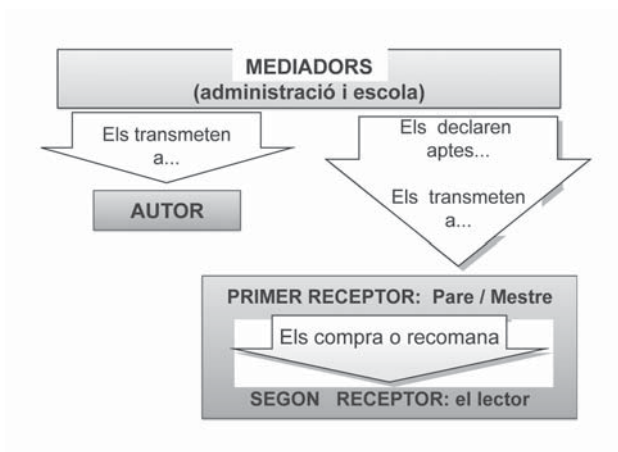 MEDIADORS
(administració i escola)
Els transmeten
a...
AUTOR
Els declaren
aptes...
Els transmeten
a...
PRIMER RECEPTOR: Pare / Mestre
Els compra o recomana
SEGON RECEPTOR: el lector